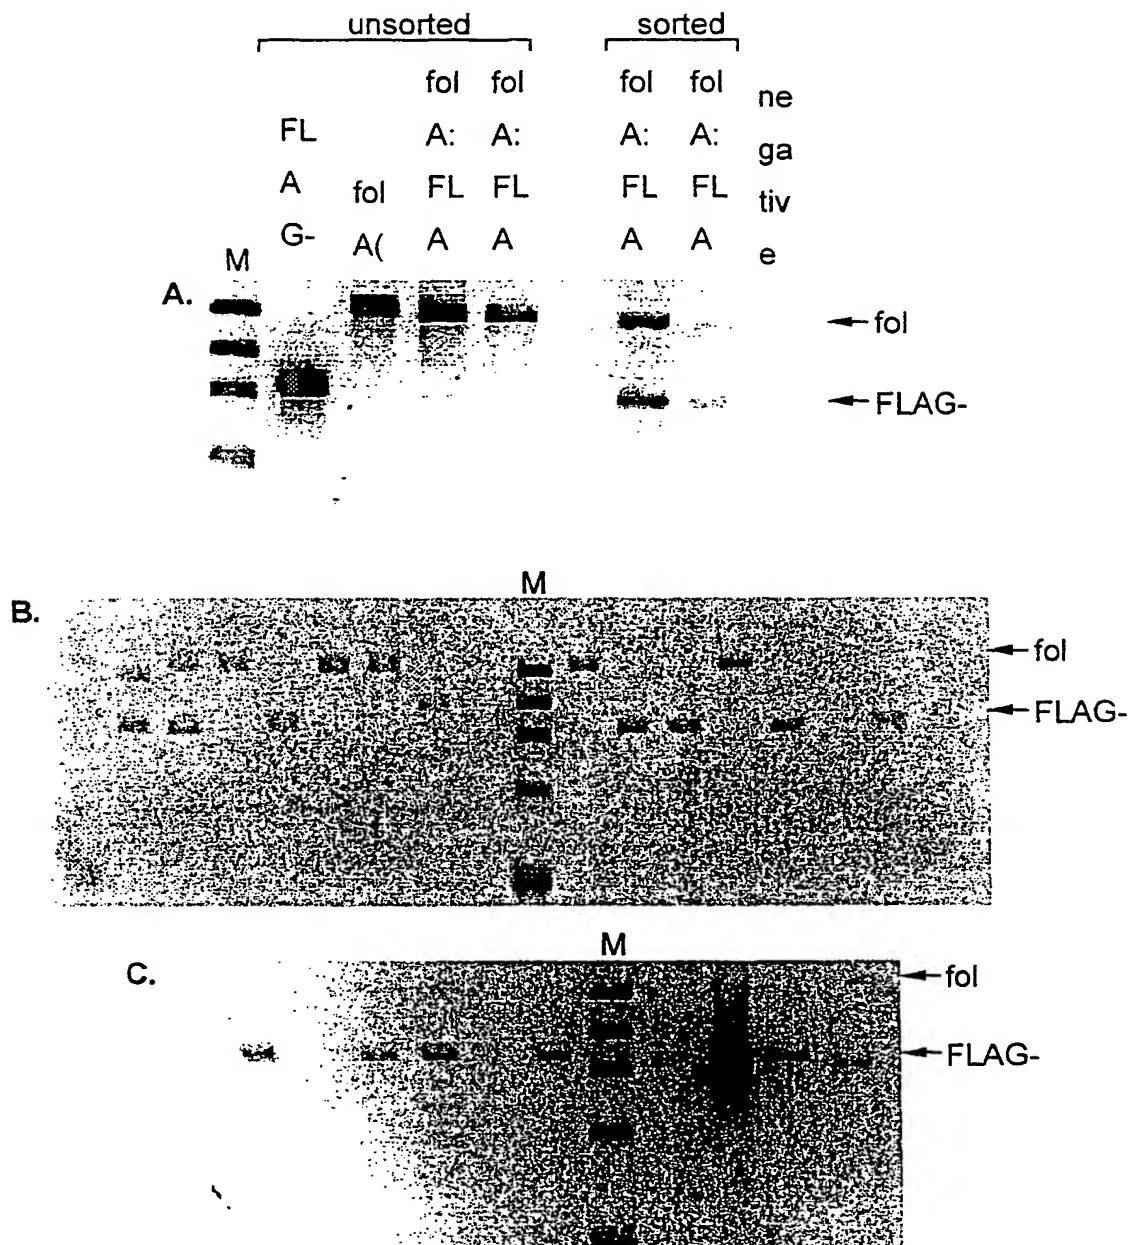 unsorted sorted
fol fol fol fol ne
FL A: A: A: A: ga
A fol FL FL FL FL tiv
G- A( A A A A e
M
A.
fol
FLAG-
M
B.
fol
FLAG-
M
C.
fol
FLAG-